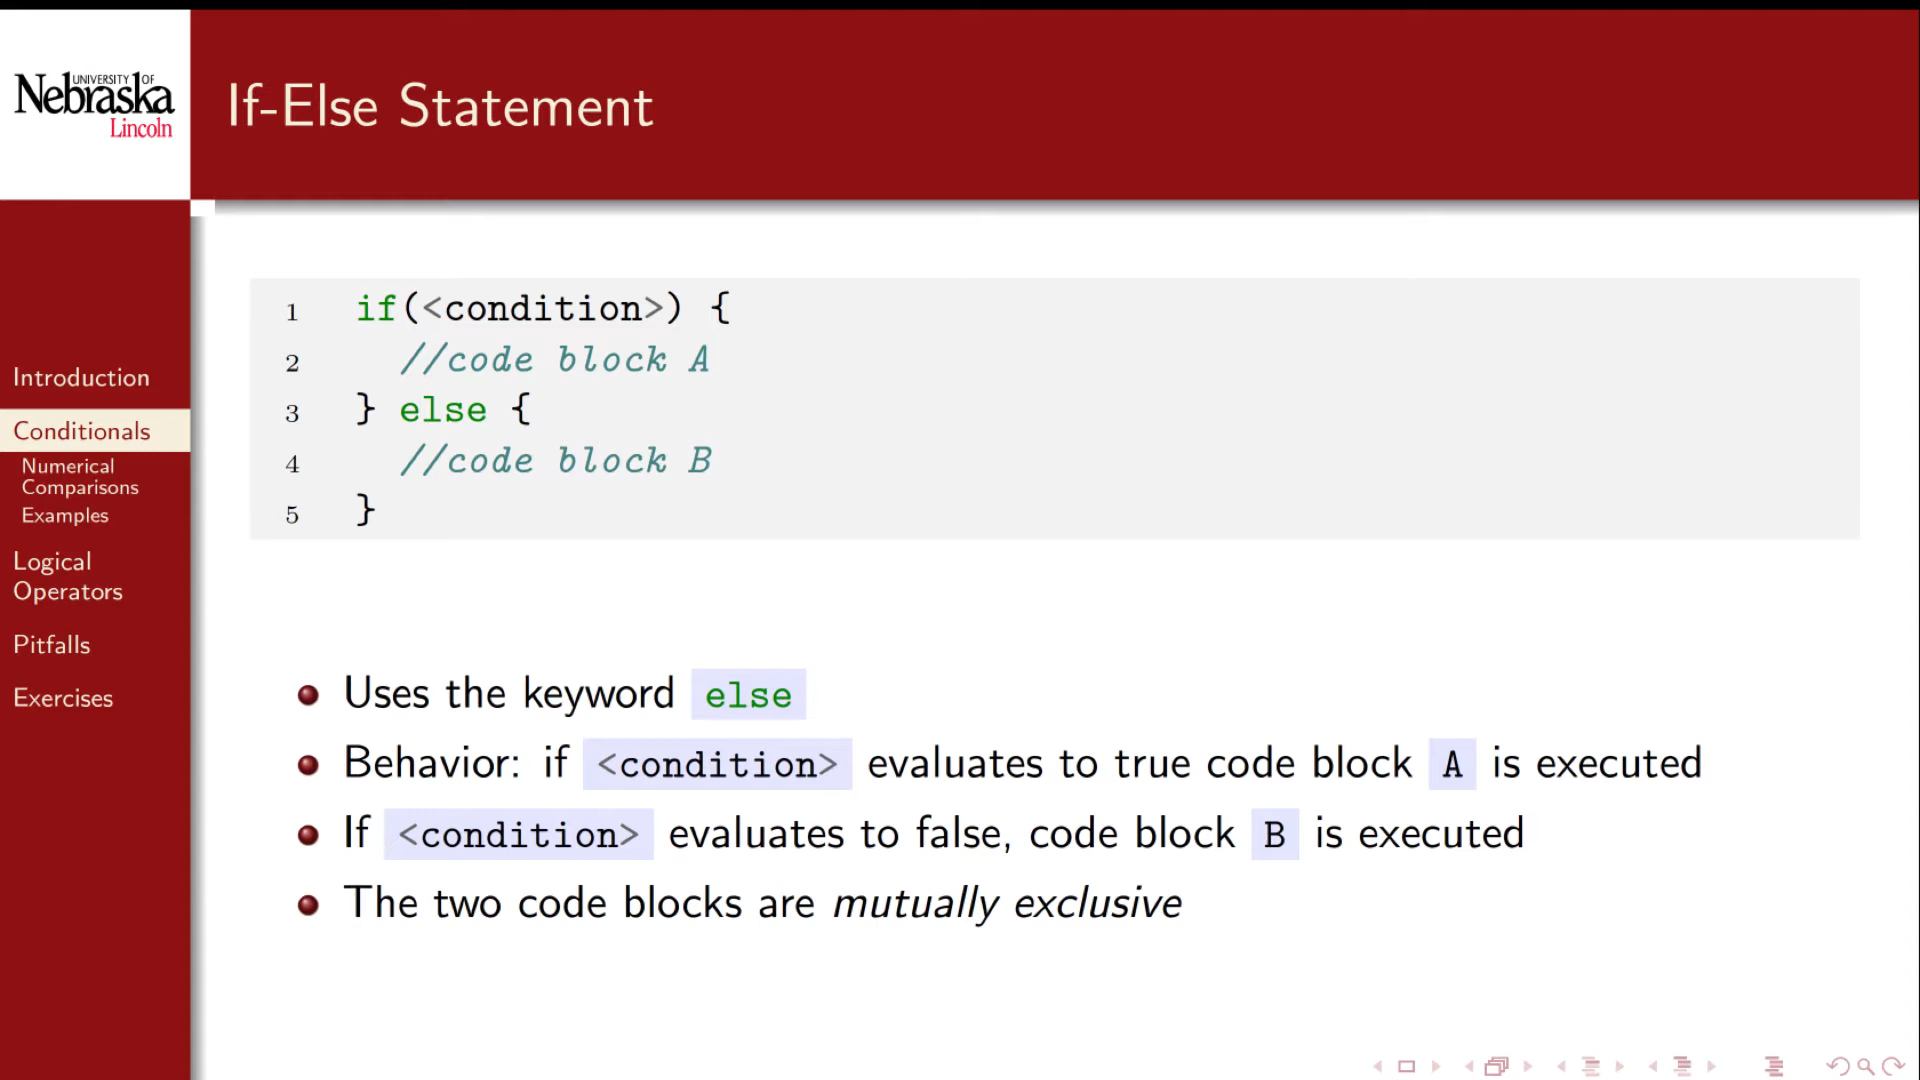 UNIVERSITY OF
Nebraska
Lincoln
If-Else Statement
Introduction
Conditionals
Numerical
Comparisons
Examples
Logical
Operators
Pitfalls
Exercises
1 if(<condition>) {
2 //code block A
3 } else {
4 //code block B
5 }
Uses the keyword else
Behavior: if <condition> evaluates to true code block A is executed
If <condition> evaluates to false, code block B is executed
The two code blocks are mutually exclusive